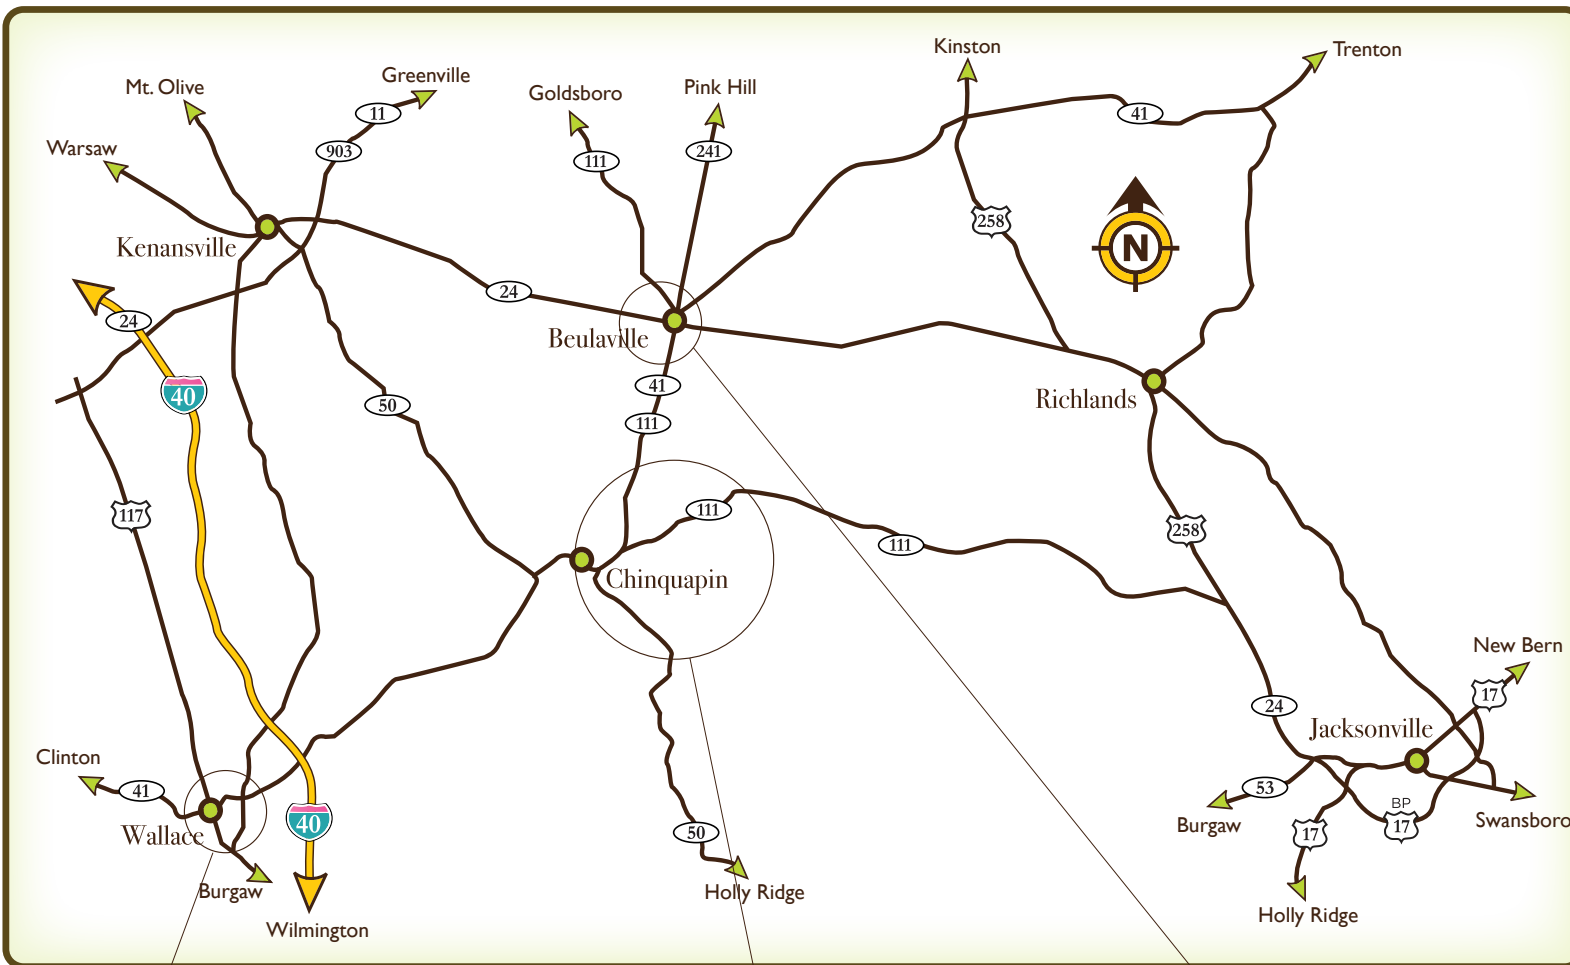 Kinston
Trenton
Greenville
Mt. Olive
Goldsboro
Pink Hill
11
41
903
Warsaw
111
241
258
Kenansville
N
24
24
Beulaville
40
41
Richlands
50
111
111
117
258
111
Chinquapin
New Bern
17
24
Jacksonville
Clinton
41
53
BP
17
Burgaw
Swansboro
40
Wallace
50
17
Burgaw
Holly Ridge
Holly Ridge
Wilmington